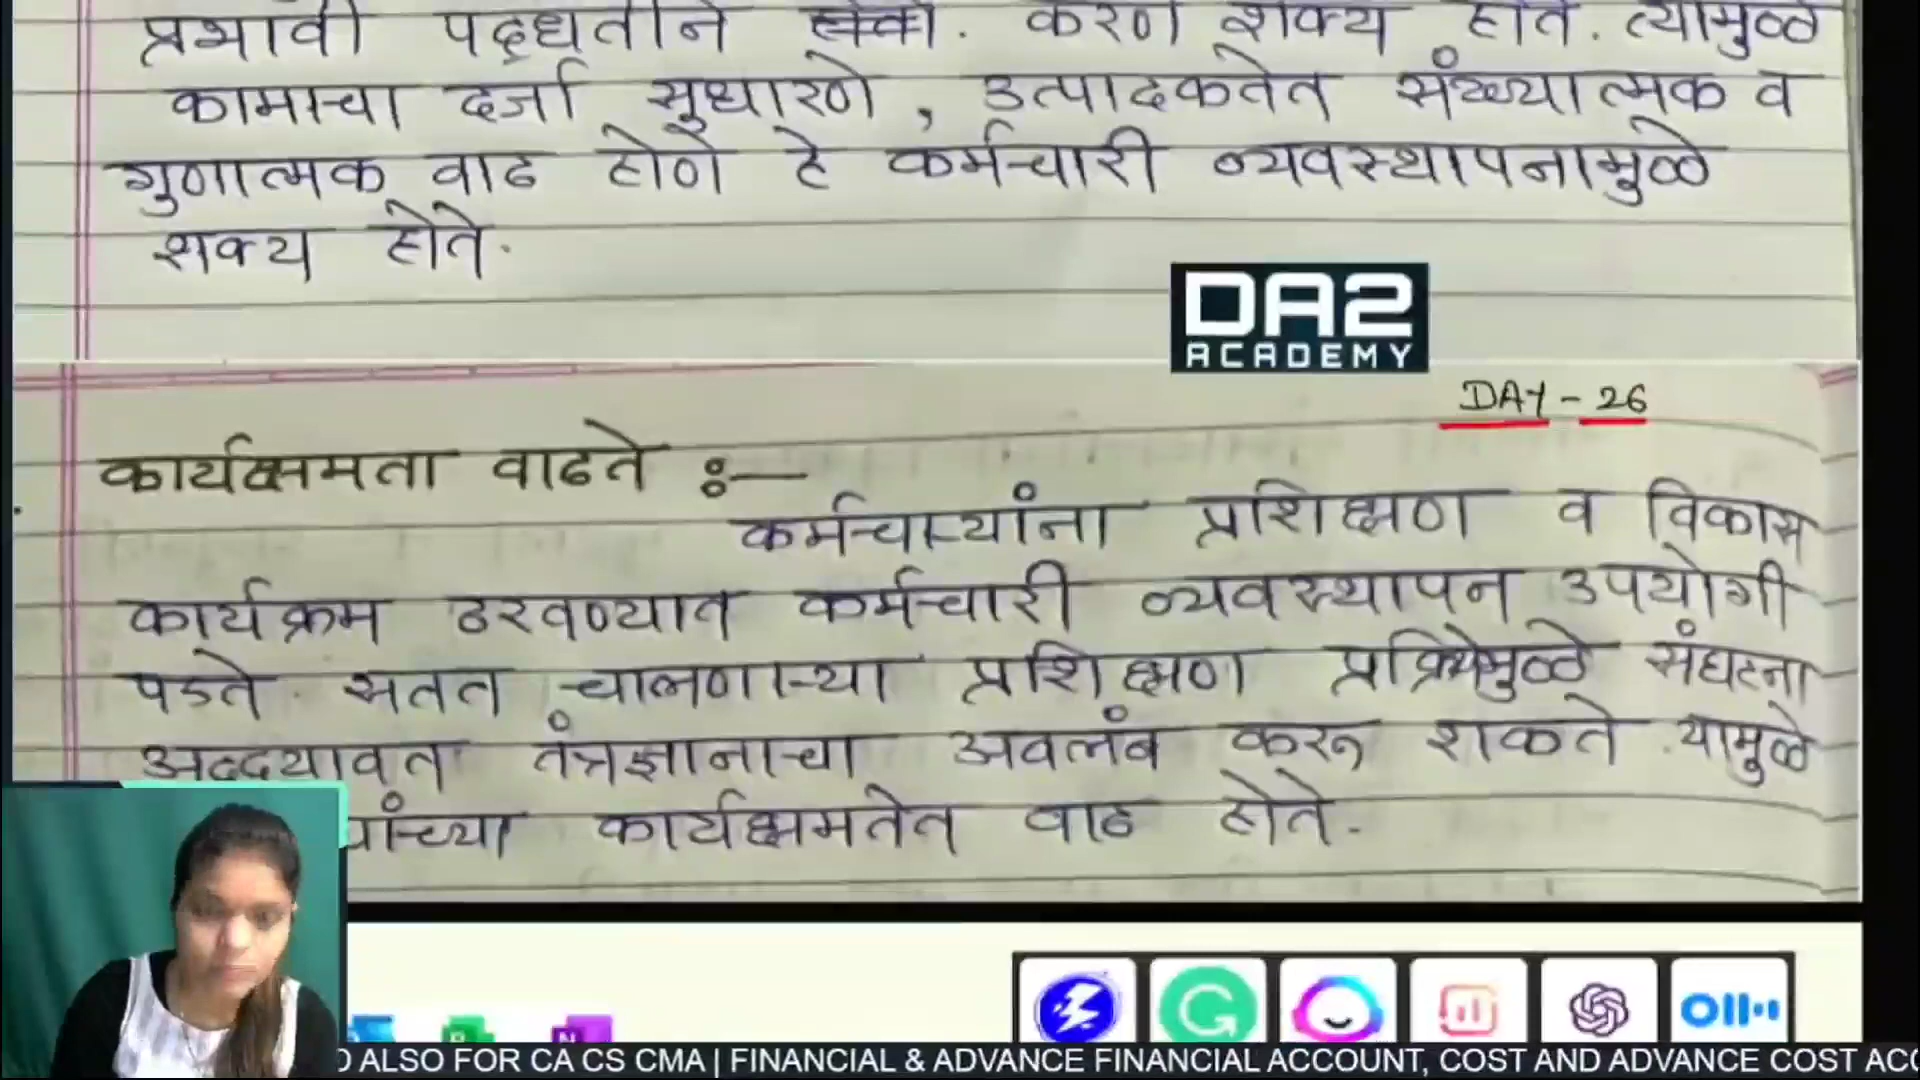 प्रभावी पद्धतीने करणे शक्य होते. त्यामुळे
कामाचा दर्जा सुधारणे, उत्पादकतेत संख्यात्मक व
गुणात्मक वाढ होणे हे कर्मचारी व्यवस्थापनामुळे
शक्य होते.
DA2
ACADEMY
DAY - 26
कार्यक्षमता वाढते :—
कर्मचाऱ्यांना प्रशिक्षण व विकास
कार्यक्रम ठरवण्यात कर्मचारी व्यवस्थापन उपयोगी
पडते. सतत चालणाऱ्या प्रशिक्षण प्रक्रियेमुळे संघटना
अद्दयावत तंत्रज्ञानाचा अवलंब करू शकते. यामुळे
यांच्या कार्यक्षमतेत वाढ होते.
ALSO FOR CA CS CMA | FINANCIAL & ADVANCE FINANCIAL ACCOUNT, COST AND ADVANCE COST ACC